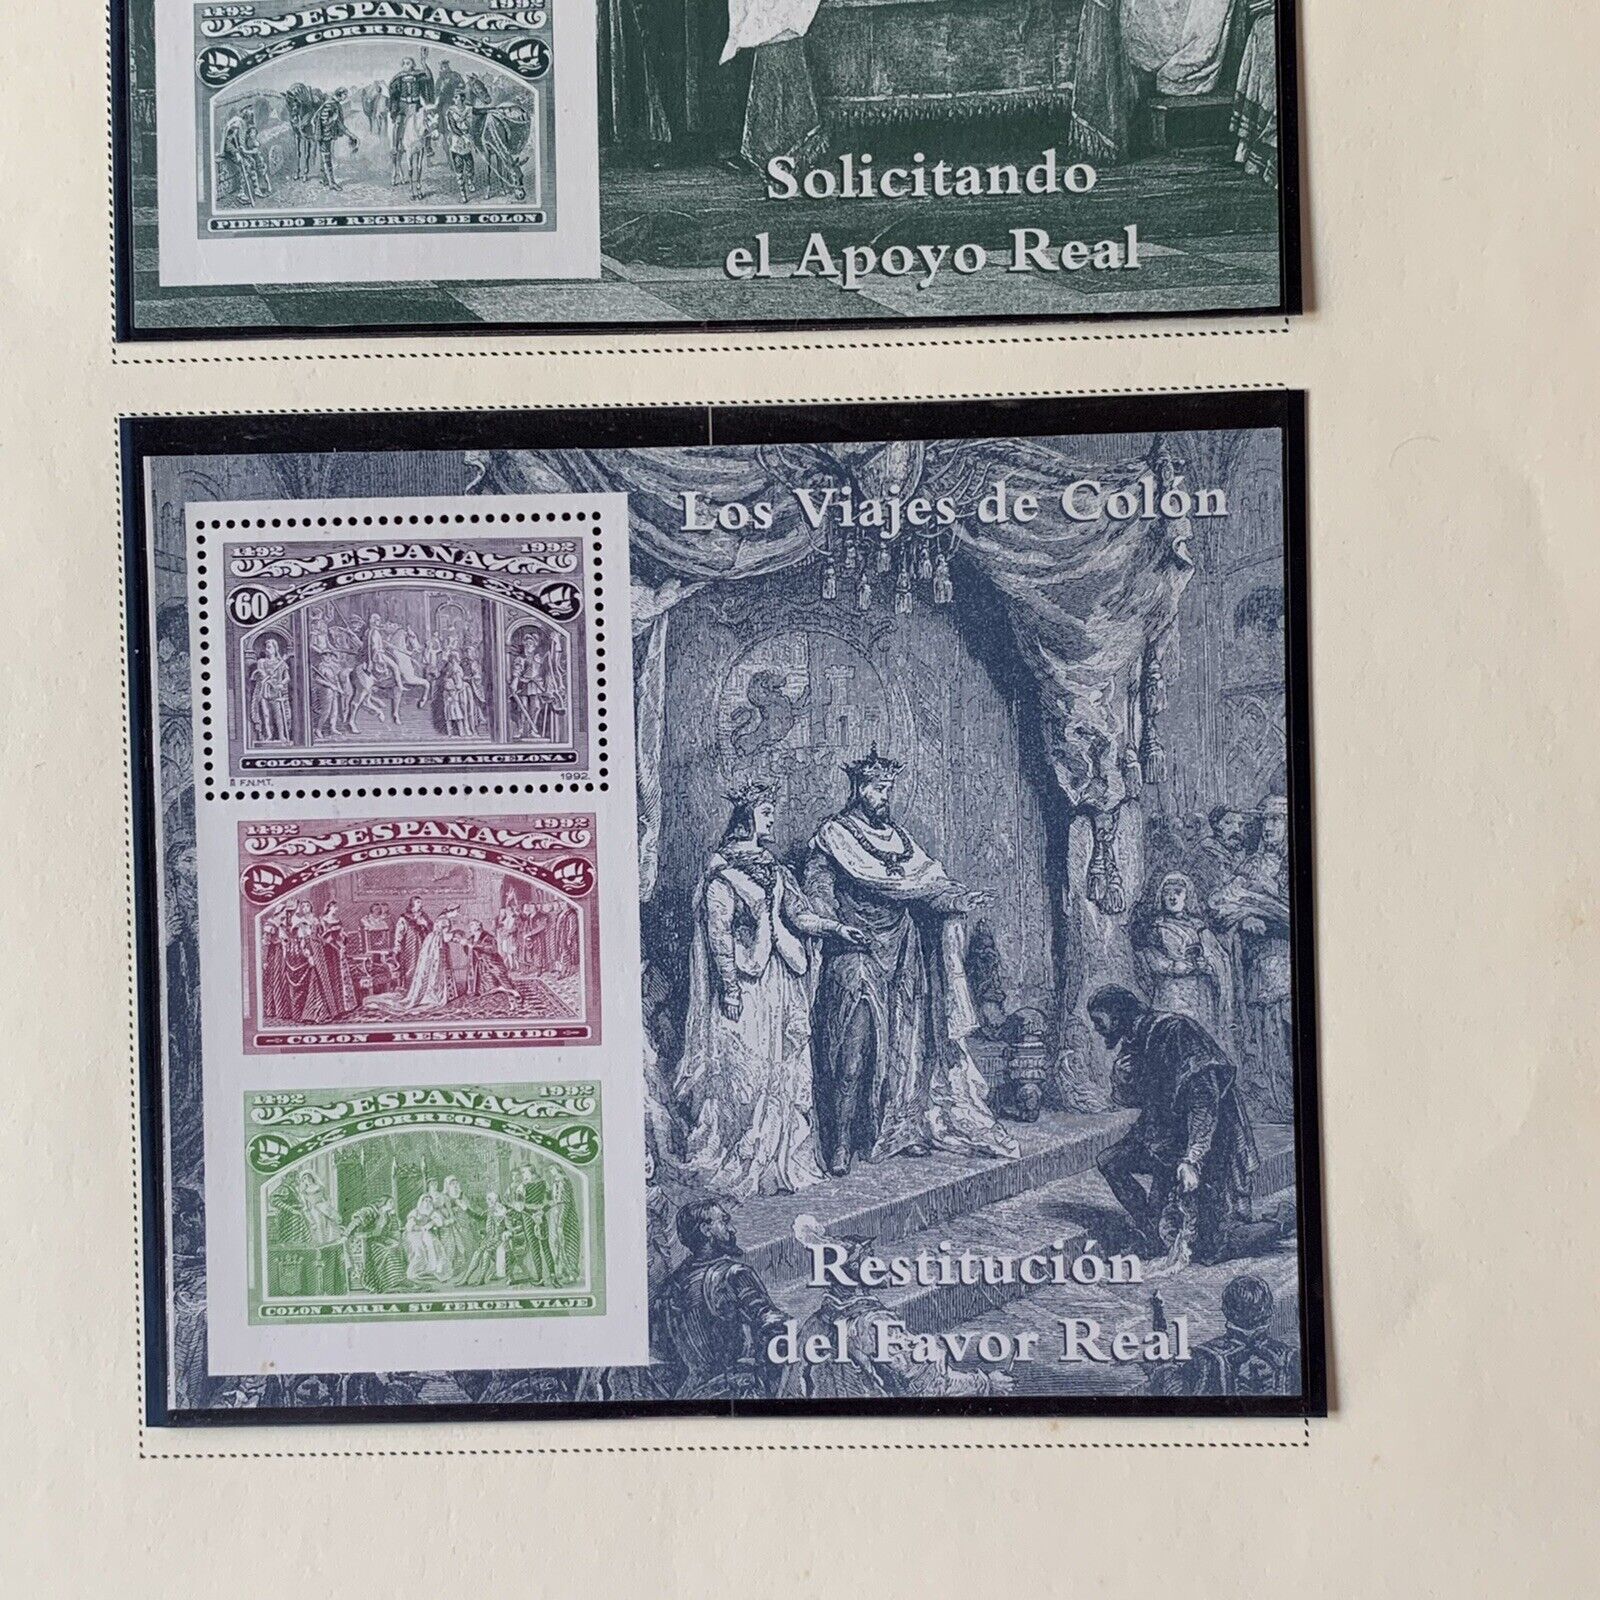 1492 ESPAÑA 1992
CORREOS
PIDIENDO EL REGRESO DE COLON
Solicitando
el Apoyo Real
Los Viajes de Colón
1492 ESPAÑA 1992
CORREOS
60
COLON RECIBIDO EN BARCELONA
F.N.M.T. 1992
1492 ESPAÑA 1992
CORREOS
COLON RESTITUIDO
1492 ESPAÑA 1992
CORREOS
COLON NARRA SU TERCER VIAJE
Restitución
del Favor Real